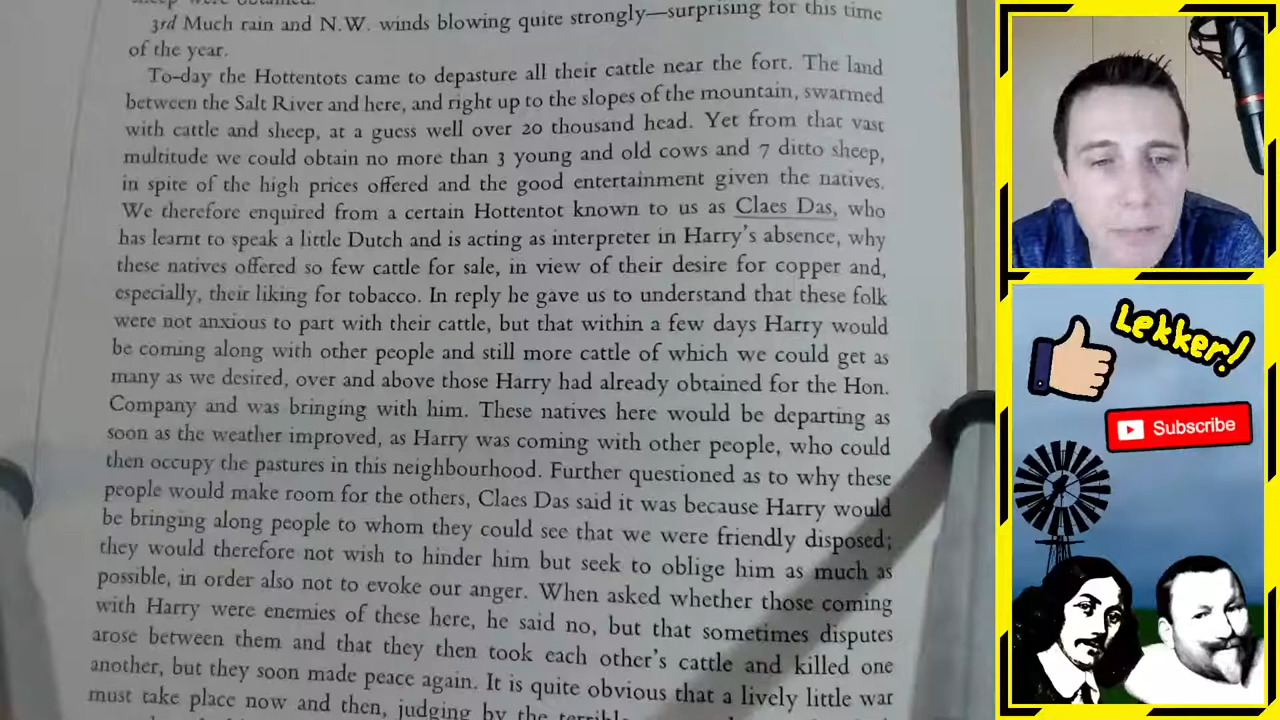 3rd Much rain and N.W. winds blowing quite strongly—surprising for this time
of the year.
To-day the Hottentots came to depasture all their cattle near the fort. The land
between the Salt River and here, and right up to the slopes of the mountain, swarmed
with cattle and sheep, at a guess well over 20 thousand head. Yet from that vast
multitude we could obtain no more than 3 young and old cows and 7 ditto sheep,
in spite of the high prices offered and the good entertainment given the natives.
We therefore enquired from a certain Hottentot known to us as Claes Das, who
has learnt to speak a little Dutch and is acting as interpreter in Harry's absence, why
these natives offered so few cattle for sale, in view of their desire for copper and,
especially, their liking for tobacco. In reply he gave us to understand that these folk
were not anxious to part with their cattle, but that within a few days Harry would
be coming along with other people and still more cattle of which we could get as
many as we desired, over and above those Harry had already obtained for the Hon.
Company and was bringing with him. These natives here would be departing as
soon as the weather improved, as Harry was coming with other people, who could
then occupy the pastures in this neighbourhood. Further questioned as to why these
people would make room for the others, Claes Das said it was because Harry would
be bringing along people to whom they could see that we were friendly disposed;
they would therefore not wish to hinder him but seek to oblige him as much as
possible, in order also not to evoke our anger. When asked whether those coming
with Harry were enemies of these here, he said no, but that sometimes disputes
arose between them and that they then took each other's cattle and killed one
another, but they soon made peace again. It is quite obvious that a lively little war
must take place now and then, judging by the
Lekker!
Subscribe